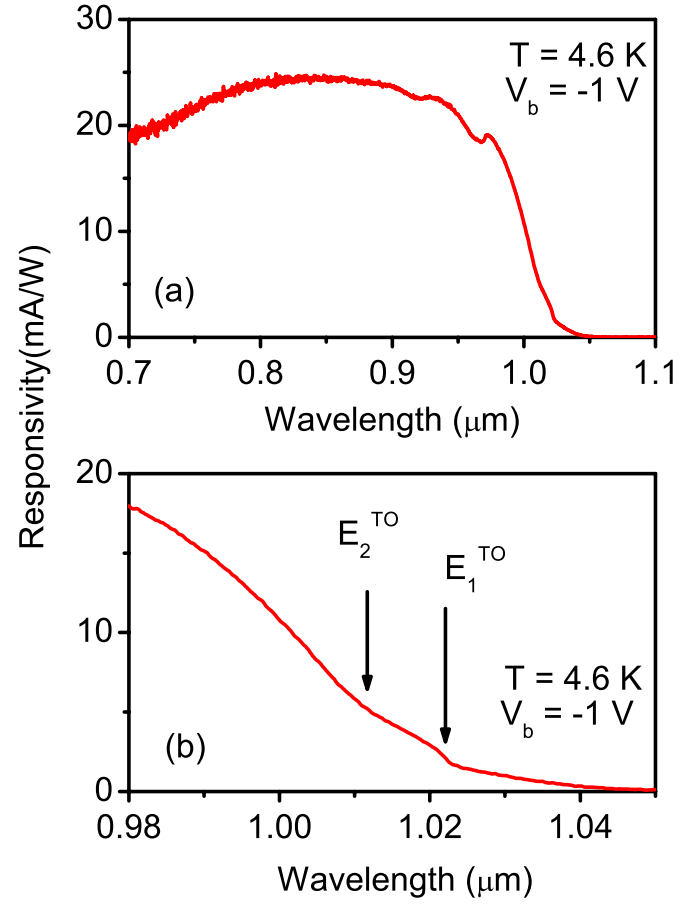 30
20
10
0
T = 4.6 K
V_b = -1 V
(a)
0.7 0.8 0.9 1.0 1.1
Wavelength (μm)
Responsivity(mA/W)
20
10
0
E_2^TO
E_1^TO
T = 4.6 K
V_b = -1 V
(b)
0.98 1.00 1.02 1.04
Wavelength (μm)